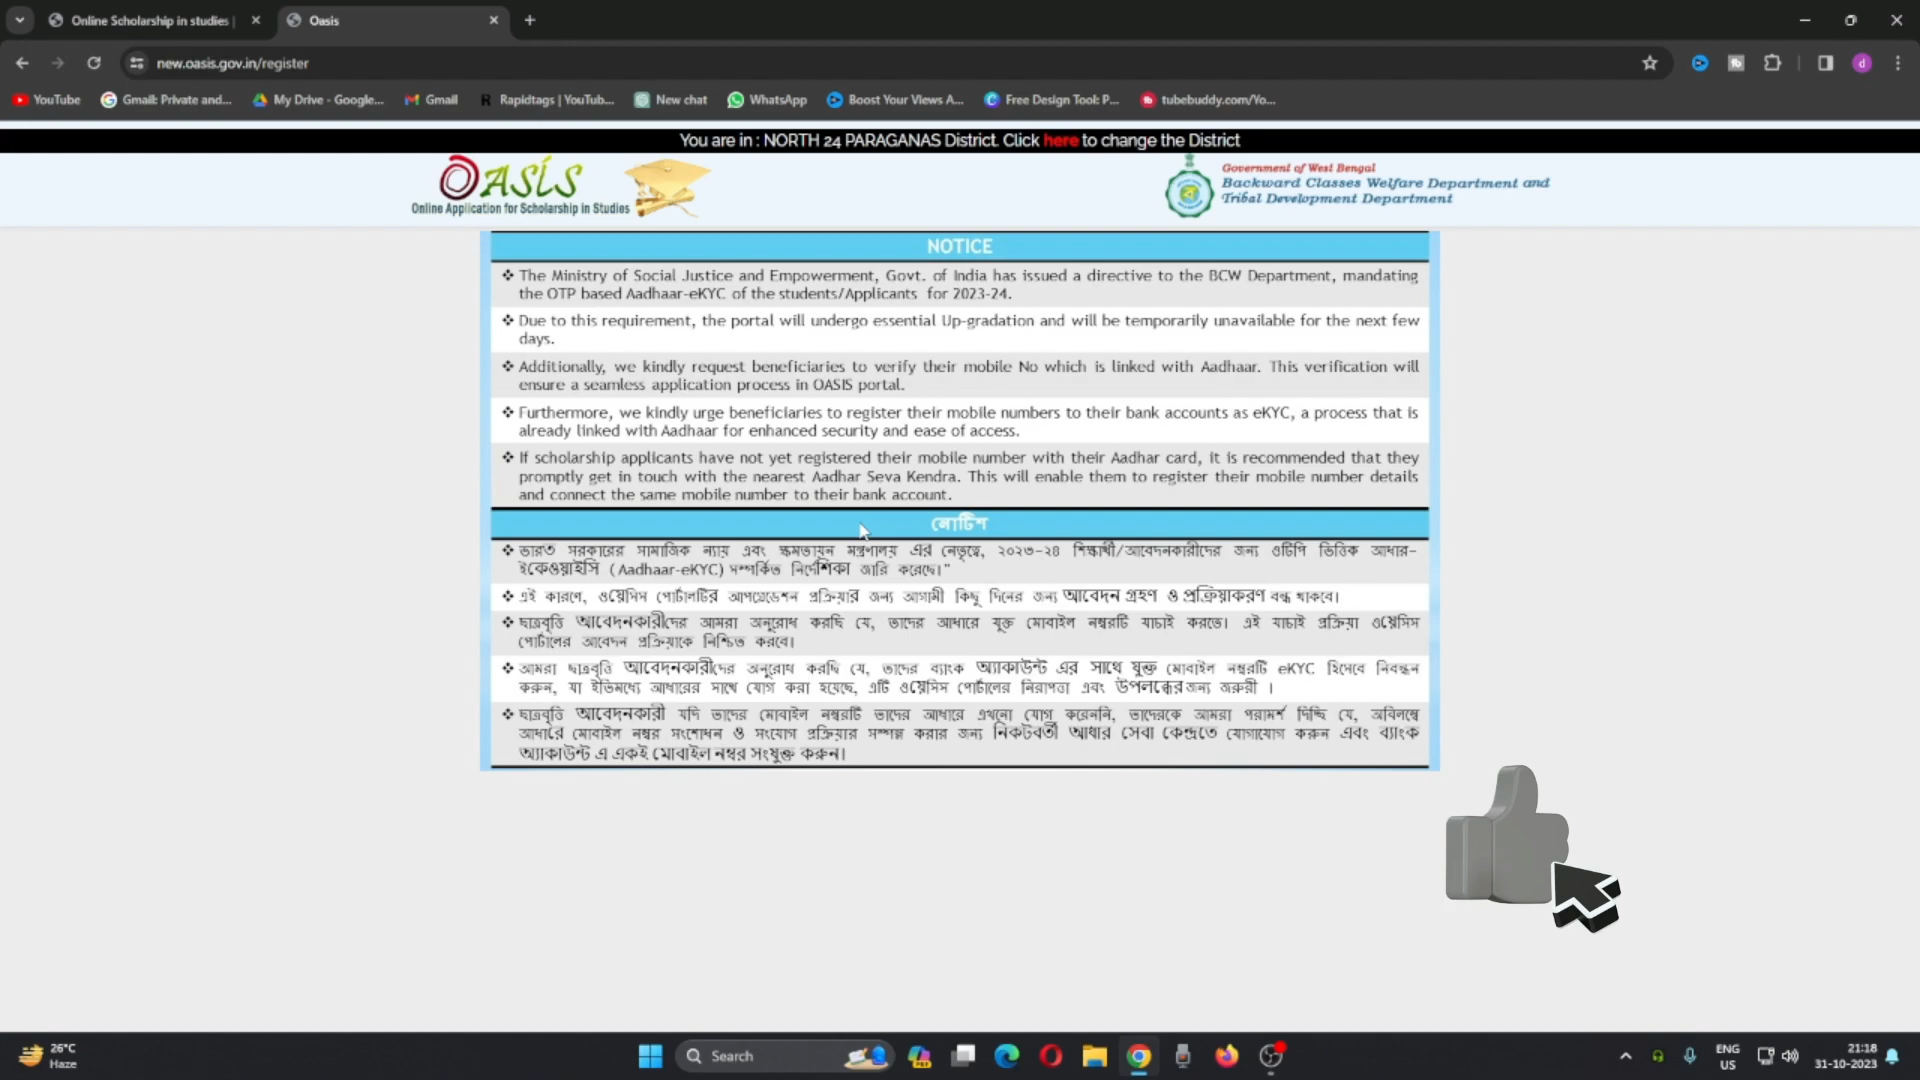 Online Scholarship in studies |
Oasis
new.oasis.gov.in/register
YouTube
Gmail: Private and...
My Drive - Google...
Gmail
Rapidtags | YouTub...
New chat
WhatsApp
Boost Your Views A...
Free Design Tool: P...
tubebuddy.com/Yo...
You are in : NORTH 24 PARAGANAS District. Click here to change the District
OASIS
Online Application for Scholarship in Studies
Government of West Bengal
Backward Classes Welfare Department and
Tribal Development Department
NOTICE
❖ The Ministry of Social Justice and Empowerment, Govt. of India has issued a directive to the BCW Department, mandating
the OTP based Aadhaar-eKYC of the students/Applicants for 2023-24.
❖ Due to this requirement, the portal will undergo essential Up-gradation and will be temporarily unavailable for the next few
days.
❖ Additionally, we kindly request beneficiaries to verify their mobile No which is linked with Aadhaar. This verification will
ensure a seamless application process in OASIS portal.
❖ Furthermore, we kindly urge beneficiaries to register their mobile numbers to their bank accounts as eKYC, a process that is
already linked with Aadhaar for enhanced security and ease of access.
❖ If scholarship applicants have not yet registered their mobile number with their Aadhar card, it is recommended that they
promptly get in touch with the nearest Aadhar Seva Kendra. This will enable them to register their mobile number details
and connect the same mobile number to their bank account.
নোটিশ
❖ ভারত সরকারের সামাজিক ন্যায় এবং ক্ষমতায়ন মন্ত্রণালয় এর নেতৃত্বে, ২০২৩-২৪ শিক্ষার্থী/আবেদনকারীদের জন্য ওটিপি ভিত্তিক আধার-
ইকেওয়াইসি (Aadhaar-eKYC) সম্পর্কিত নির্দেশিকা জারি করেছে।"
❖ এই কারণে, ওয়েসিস পোর্টালটির আপগ্রেডেশন প্রক্রিয়ার জন্য আগামী কিছু দিনের জন্য আবেদন গ্রহণ ও প্রক্রিয়াকরণ বন্ধ থাকবে।
❖ ছাত্রবৃত্তি আবেদনকারীদের আমরা অনুরোধ করছি যে, তাদের আধারে যুক্ত মোবাইল নম্বরটি যাচাই করতে। এই যাচাই প্রক্রিয়া ওয়েসিস
পোর্টালের আবেদন প্রক্রিয়াকে নিশ্চিত করবে।
❖ আমরা ছাত্রবৃত্তি আবেদনকারীদের অনুরোধ করছি যে, তাদের ব্যাংক অ্যাকাউন্ট এর সাথে যুক্ত মোবাইল নম্বরটি eKYC হিসেবে নিবন্ধন
করুন, যা ইতিমধ্যে আধারের সাথে যোগ করা হয়েছে, এটি ওয়েসিস পোর্টালের নিরাপত্তা এবং উপলব্ধের জন্য জরুরী ।
❖ ছাত্রবৃত্তি আবেদনকারী যদি তাদের মোবাইল নম্বরটি তাদের আধারে এখনো যোগ করেননি, তাদেরকে আমরা পরামর্শ দিচ্ছি যে, অবিলম্বে
আধারে মোবাইল নম্বর সংশোধন ও সংযোগ প্রক্রিয়ার সম্পন্ন করার জন্য নিকটবর্তী আধার সেবা কেন্দ্রতে যোগাযোগ করুন এবং ব্যাংক
অ্যাকাউন্ট এ একই মোবাইল নম্বর সংযুক্ত করুন।
26°C
Haze
Search
ENG
US
21:18
31-10-2023